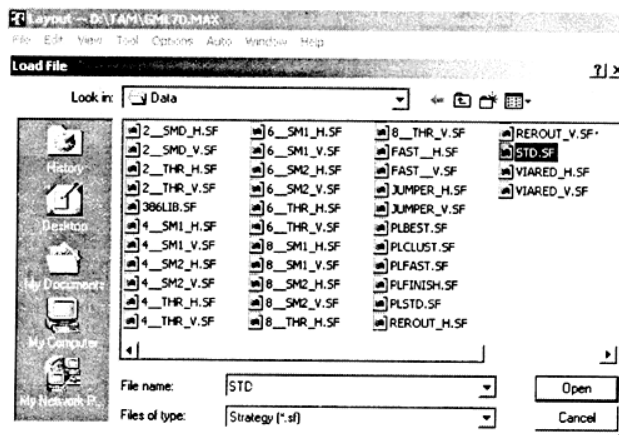 Layout - D:\TAM\GML7D.MAX
File Edit View Tool Options Auto Window Help
Load File
Look in: Data
History
Desktop
My Documents
My Computer
My Network P...
2__SMD_H.SF
2__SMD_V.SF
2__THR_H.SF
2__THR_V.SF
386LIB.SF
4__SM1_H.SF
4__SM1_V.SF
4__SM2_H.SF
4__SM2_V.SF
4__THR_H.SF
4__THR_V.SF
6__SM1_H.SF
6__SM1_V.SF
6__SM2_H.SF
6__SM2_V.SF
6__THR_H.SF
6__THR_V.SF
8__SM1_H.SF
8__SM1_V.SF
8__SM2_H.SF
8__SM2_V.SF
8__THR_H.SF
8__THR_V.SF
FAST__H.SF
FAST__V.SF
JUMPER_H.SF
JUMPER_V.SF
PLBEST.SF
PLCLUST.SF
PLFAST.SF
PLFINISH.SF
PLSTD.SF
REROUT_H.SF
REROUT_V.SF
STD.SF
VIARED_H.SF
VIARED_V.SF
File name: STD Open
Files of type: Strategy (*.sf) Cancel